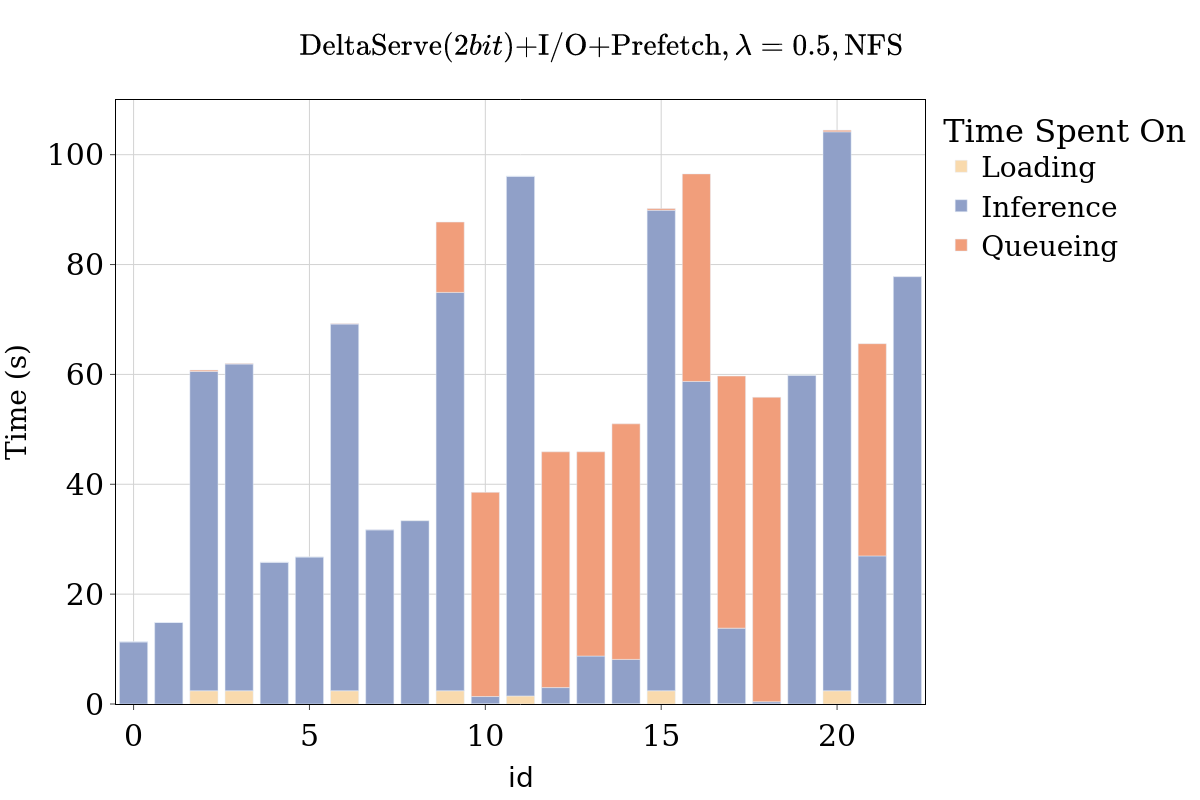 DeltaServe(2bit)+I/O+Prefetch, λ = 0.5, NFS
Time Spent On
Loading
Inference
Queueing
Time (s)
100
80
60
40
20
0
0 5 10 15 20
id